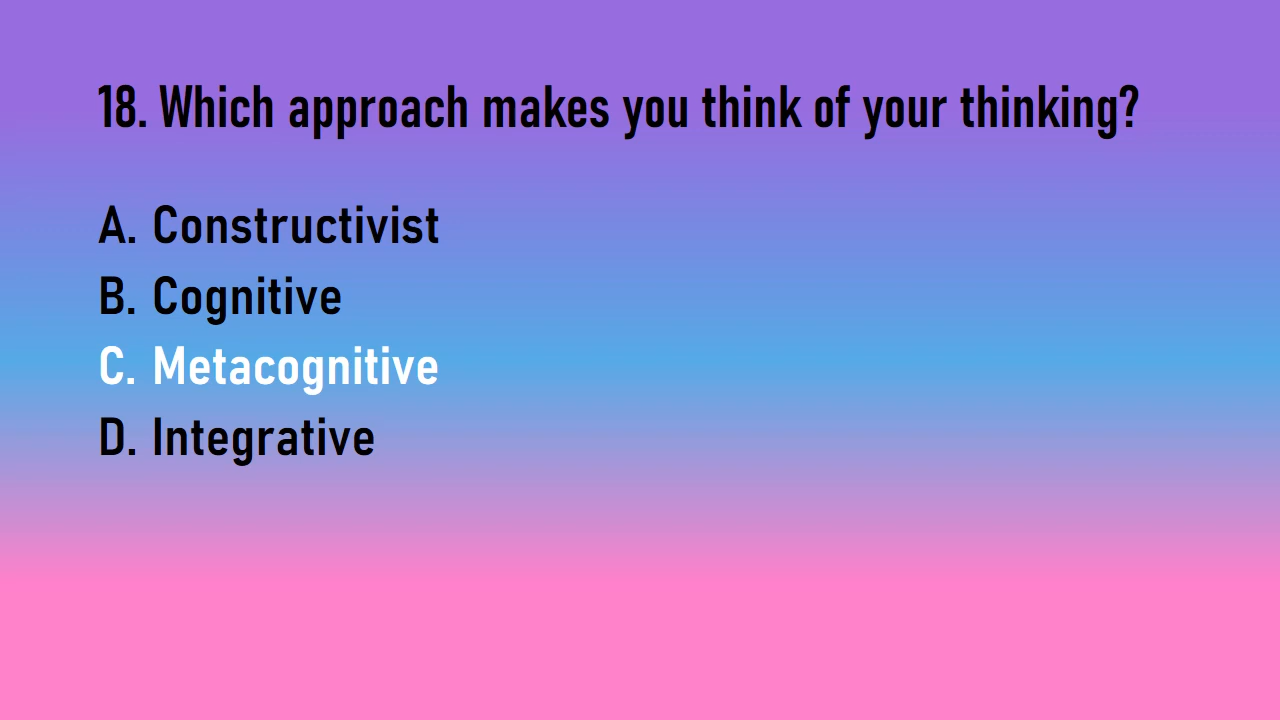 18. Which approach makes you think of your thinking?
A. Constructivist
B. Cognitive
C. Metacognitive
D. Integrative